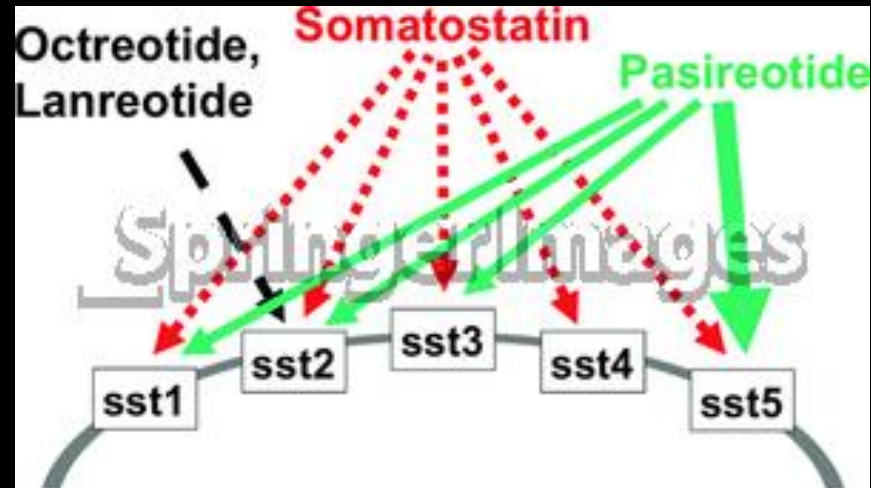 Somatostatin
Octreotide,
Lanreotide
Pasireotide
SpringerImages
sst1
sst2
sst3
sst4
sst5